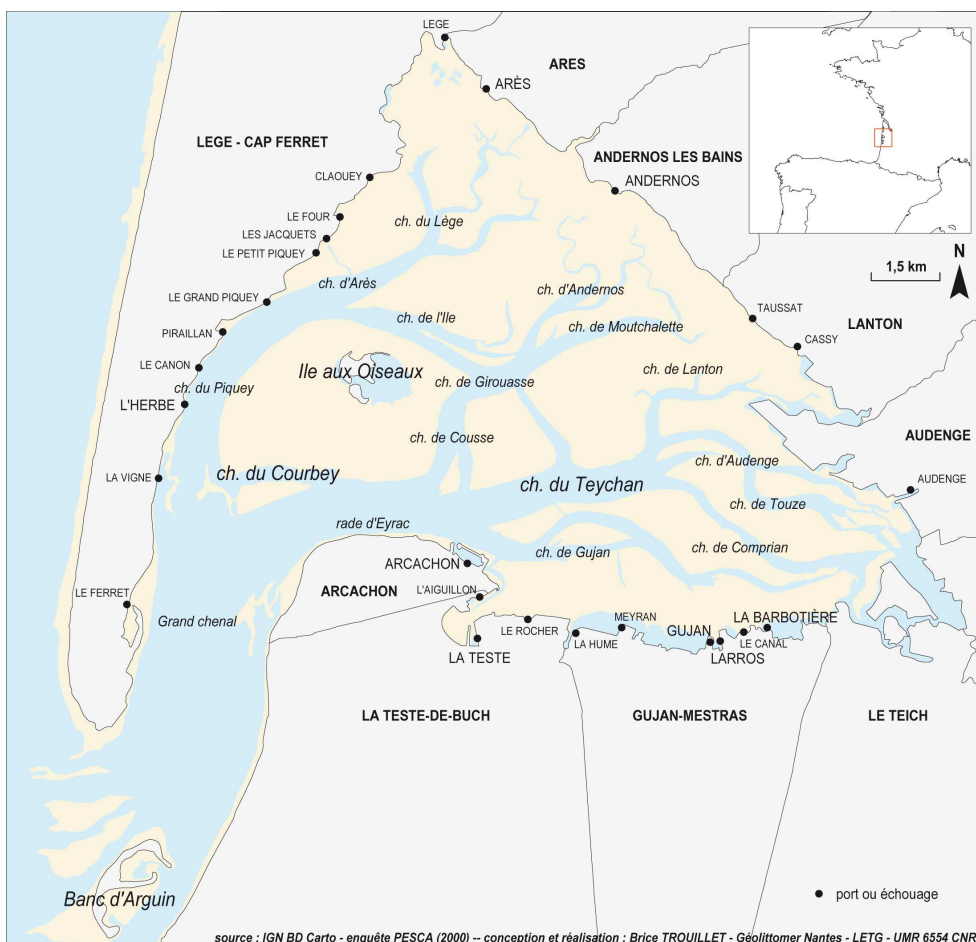 LEGE
ARES
ARÈS
LEGE - CAP FERRET
ANDERNOS LES BAINS
CLAOUEY
ANDERNOS
LE FOUR
ch. du Lège
LES JACQUETS
LE PETIT PIQUEY
N
1,5 km
ch. d'Arès
ch. d'Andernos
LE GRAND PIQUEY
TAUSSAT
ch. de l'Ile
ch. de Moutchalette
LANTON
PIRAILLAN
CASSY
LE CANON
Ile aux Oiseaux
ch. de Lanton
ch. du Piquey
ch. de Girouasse
L'HERBE
ch. de Cousse
AUDENGE
ch. d'Audenge
LA VIGNE
ch. du Courbey
ch. du Teychan
AUDENGE
ch. de Touze
rade d'Eyrac
ch. de Gujan
ch. de Comprian
ARCACHON
LE FERRET
ARCACHON
L'AIGUILLON
Grand chenal
LE ROCHER
MEYRAN
LA BARBOTIÈRE
LA HUME
GUJAN
LE CANAL
LA TESTE
LARROS
LA TESTE-DE-BUCH
GUJAN-MESTRAS
LE TEICH
Banc d'Arguin
port ou échouage
source : IGN BD Carto - enquête PESCA (2000) -- conception et réalisation : Brice TROUILLET - Géolittomer Nantes - LETG - UMR 6554 CNR